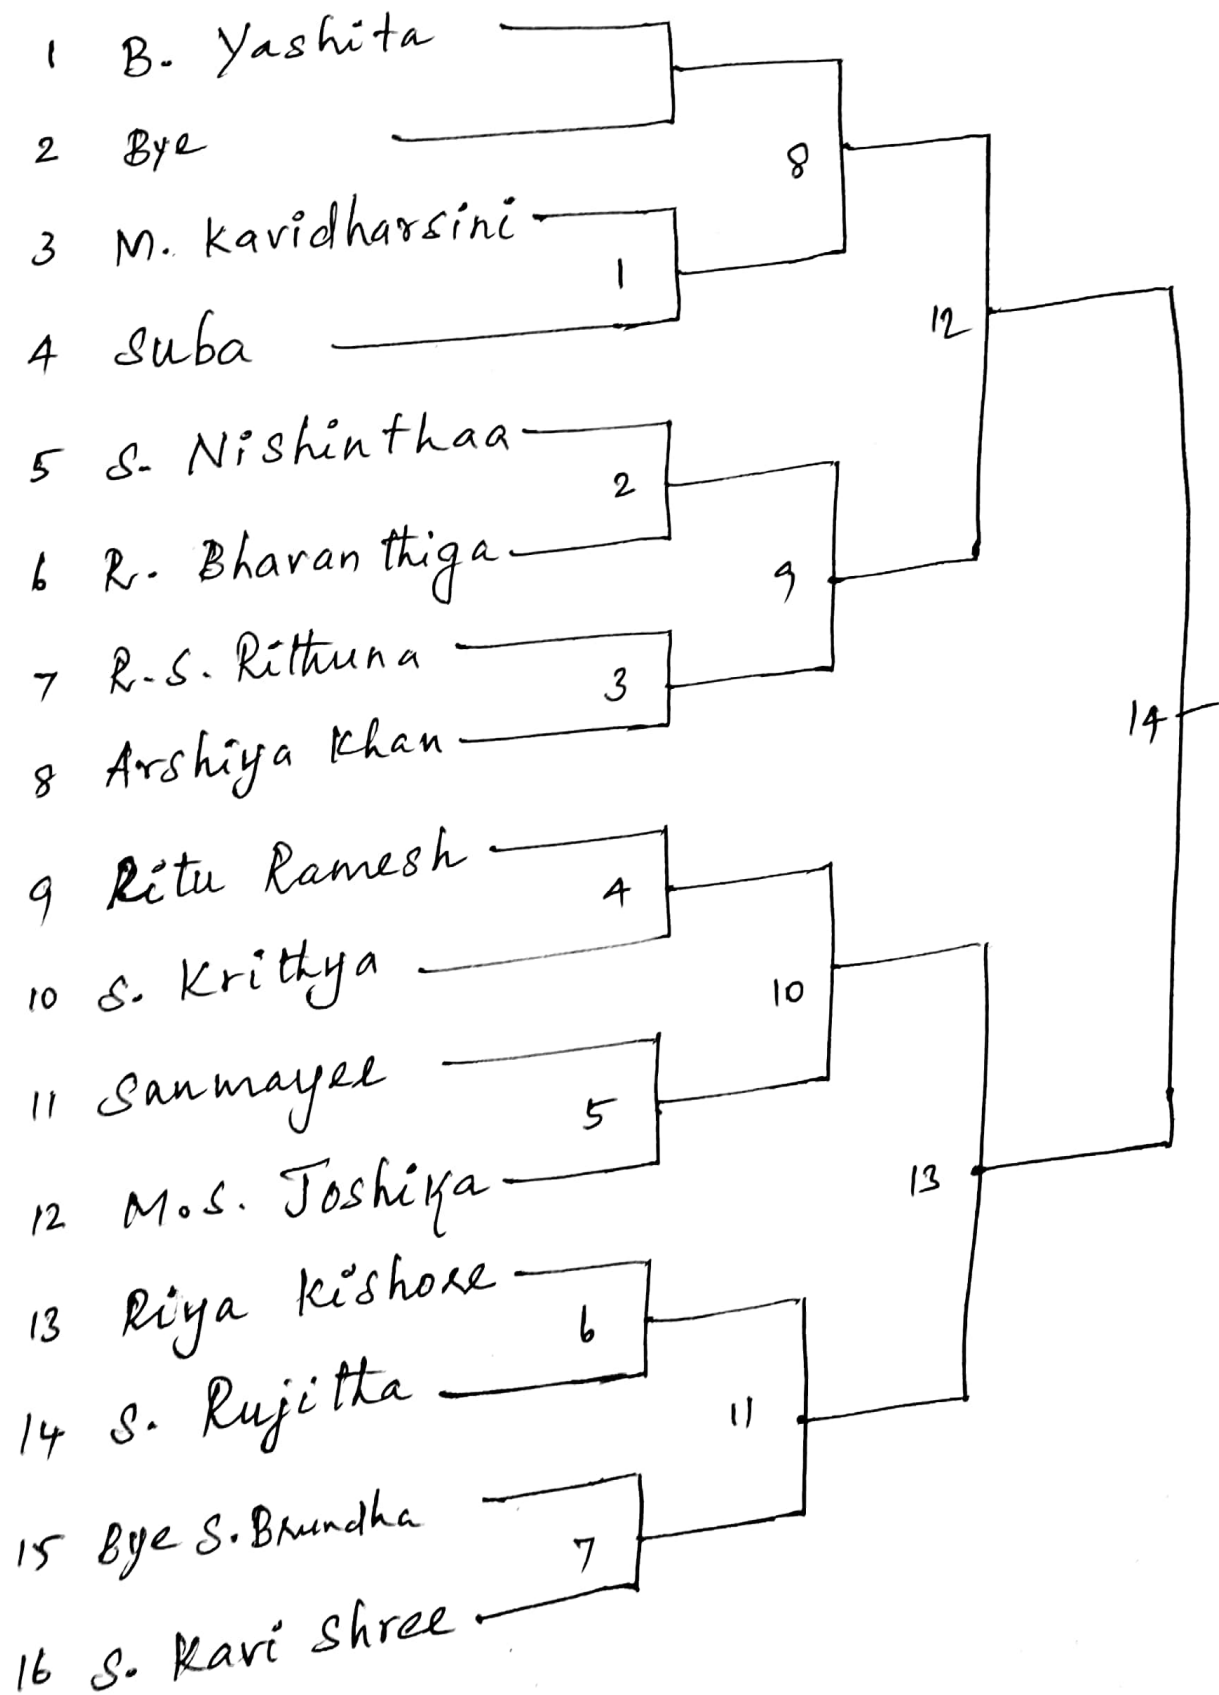 1 B. Yashita
2 Bye
8
3 M. Kavidharsini
1
4 Suba
12
5 S. Nishinthaa
2
6 R. Bharanthiga
9
7 R.S. Rithuna
3
14
8 Arshiya Khan
9 Ritu Ramesh
4
10 S. Krithya
10
11 Sanmayee
5
12 M.S. Joshika
13
13 Riya Kishore
6
14 S. Rujitha
11
15 Bye S. Brundha
7
16 S. Kavi Shree